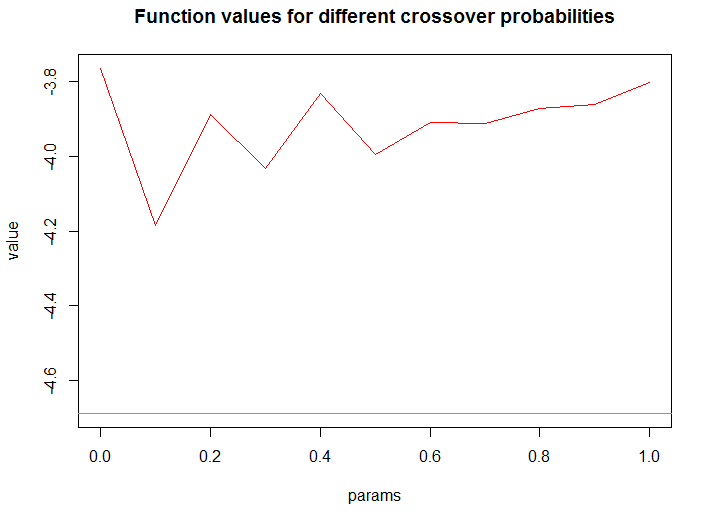 Function values for different crossover probabilities
-3.8
-4.0
-4.2
-4.4
-4.6
value
0.0 0.2 0.4 0.6 0.8 1.0
params